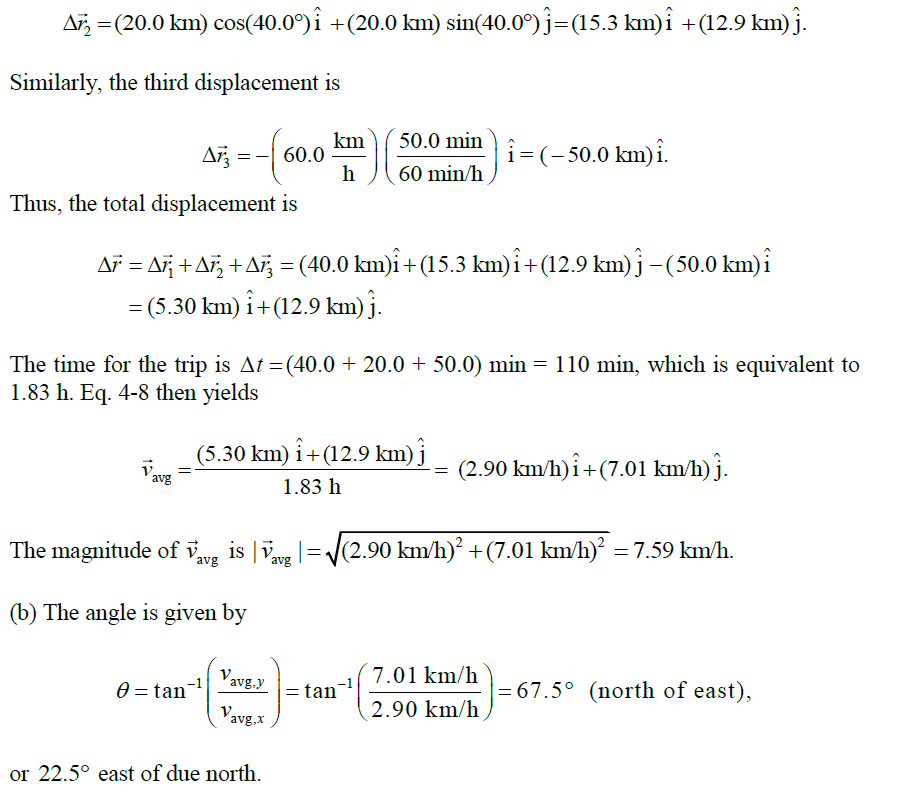 Δr⃗₂ = (20.0 km) cos(40.0°) î + (20.0 km) sin(40.0°) ĵ = (15.3 km) î + (12.9 km) ĵ.
Similarly, the third displacement is
Δr⃗₃ = −(60.0 km/h)(50.0 min / 60 min/h) î = (−50.0 km) î.
Thus, the total displacement is
Δr⃗ = Δr⃗₁ + Δr⃗₂ + Δr⃗₃ = (40.0 km) î + (15.3 km) î + (12.9 km) ĵ − (50.0 km) î
= (5.30 km) î + (12.9 km) ĵ.
The time for the trip is Δt = (40.0 + 20.0 + 50.0) min = 110 min, which is equivalent to
1.83 h. Eq. 4-8 then yields
v⃗avg = ((5.30 km) î + (12.9 km) ĵ) / 1.83 h = (2.90 km/h) î + (7.01 km/h) ĵ.
The magnitude of v⃗avg is |v⃗avg| = √((2.90 km/h)² + (7.01 km/h)²) = 7.59 km/h.
(b) The angle is given by
θ = tan⁻¹(vavg,y / vavg,x) = tan⁻¹(7.01 km/h / 2.90 km/h) = 67.5° (north of east),
or 22.5° east of due north.